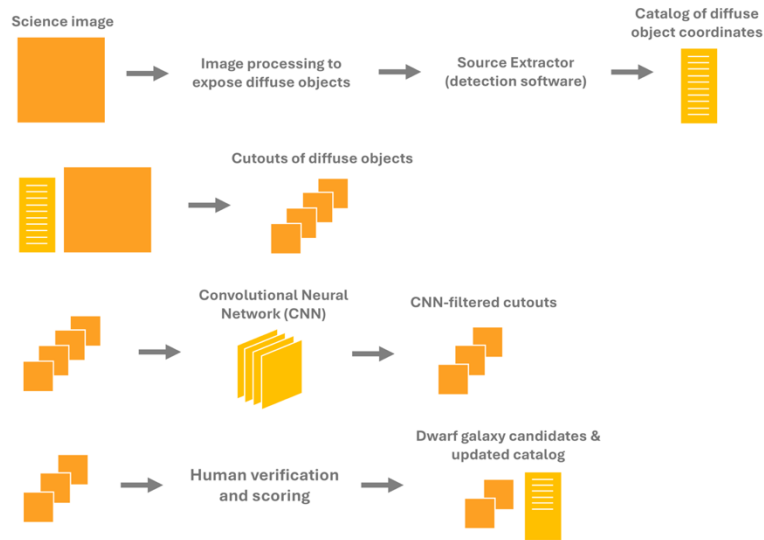 Science image
Image processing to
expose diffuse objects
Source Extractor
(detection software)
Catalog of diffuse
object coordinates
Cutouts of diffuse objects
Convolutional Neural
Network (CNN)
CNN-filtered cutouts
Human verification
and scoring
Dwarf galaxy candidates &
updated catalog